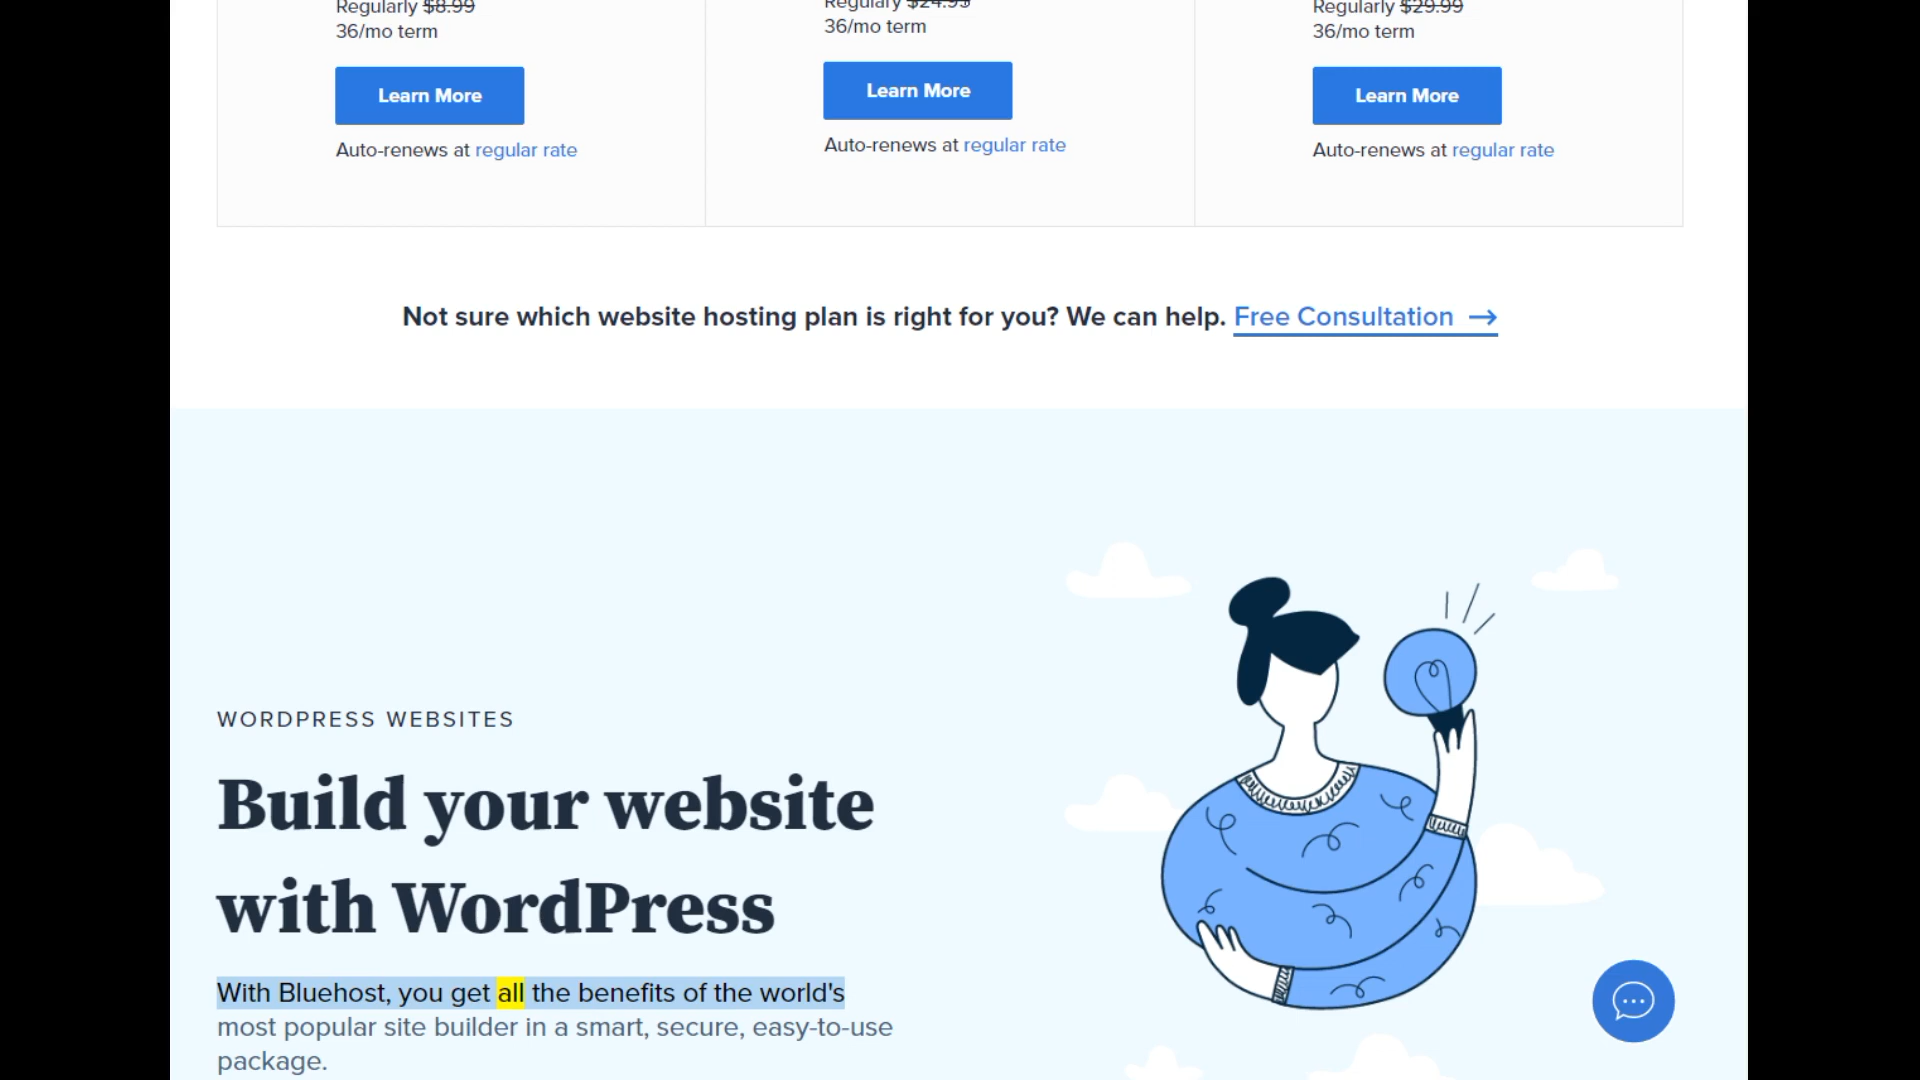 Regularly $8.99
36/mo term
Learn More
Auto-renews at regular rate
Regulary $24.95
36/mo term
Learn More
Auto-renews at regular rate
Regularly $29.99
36/mo term
Learn More
Auto-renews at regular rate
Not sure which website hosting plan is right for you? We can help. Free Consultation →
WORDPRESS WEBSITES
Build your website
with WordPress
With Bluehost, you get all the benefits of the world's
most popular site builder in a smart, secure, easy-to-use
package.